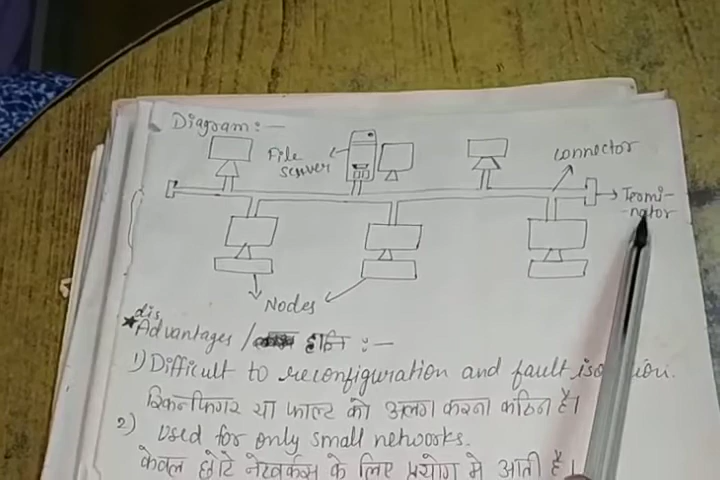 Diagram:-
File
server
connector
Termi-
-nator
Nodes
dis
*Advantages / हानि :-
1) Difficult to reconfiguration and fault isolation.
रिकन्फिगर या फाल्ट को अलग करना कठिन है।
2) Used for only small networks.
केवल छोटे नेटवर्कस के लिए प्रयोग मे आती है।